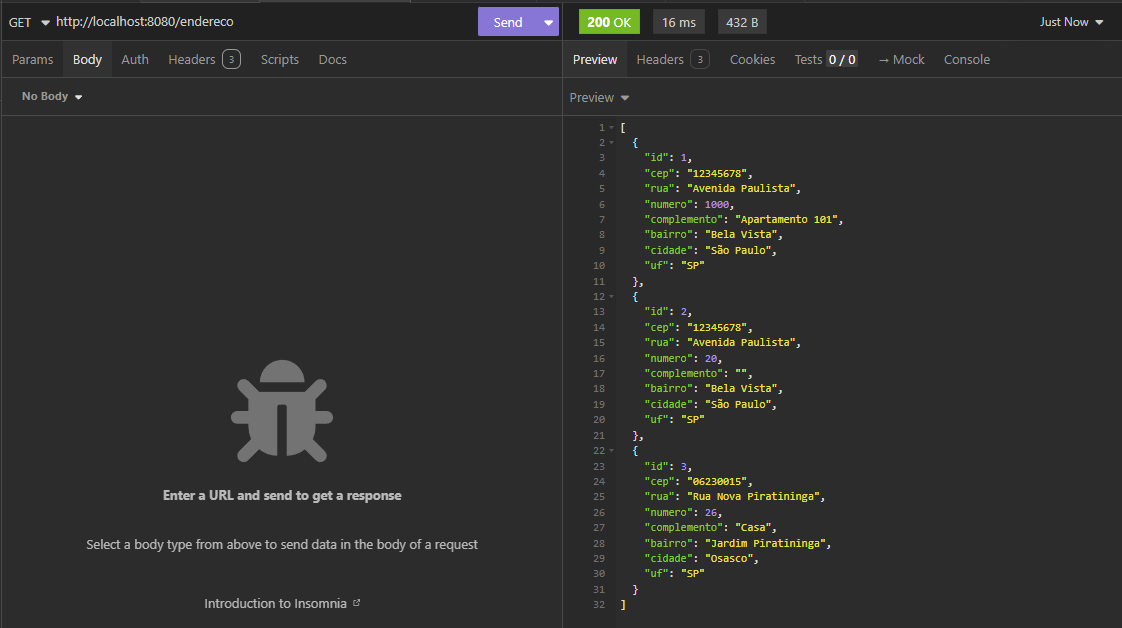 GET http://localhost:8080/endereco Send
Params Body Auth Headers 3 Scripts Docs
No Body
Enter a URL and send to get a response
Select a body type from above to send data in the body of a request
Introduction to Insomnia
200 OK 16 ms 432 B Just Now
Preview Headers 3 Cookies Tests 0 / 0 → Mock Console
Preview
1 [
2 {
3 "id": 1,
4 "cep": "12345678",
5 "rua": "Avenida Paulista",
6 "numero": 1000,
7 "complemento": "Apartamento 101",
8 "bairro": "Bela Vista",
9 "cidade": "São Paulo",
10 "uf": "SP"
11 },
12 {
13 "id": 2,
14 "cep": "12345678",
15 "rua": "Avenida Paulista",
16 "numero": 20,
17 "complemento": "",
18 "bairro": "Bela Vista",
19 "cidade": "São Paulo",
20 "uf": "SP"
21 },
22 {
23 "id": 3,
24 "cep": "06230015",
25 "rua": "Rua Nova Piratininga",
26 "numero": 26,
27 "complemento": "Casa",
28 "bairro": "Jardim Piratininga",
29 "cidade": "Osasco",
30 "uf": "SP"
31 }
32 ]